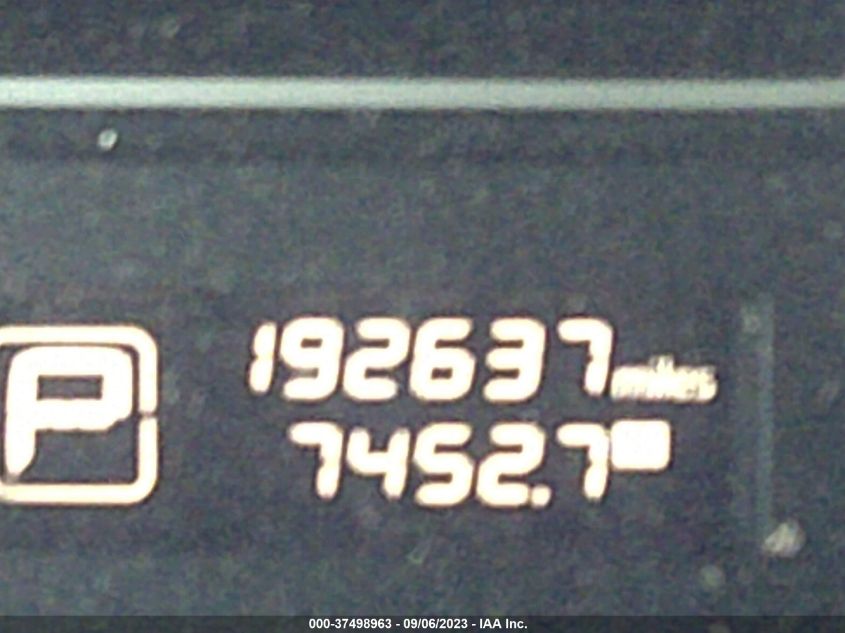 P
192637 miles
7452.7
000-37498963 - 09/06/2023 - IAA Inc.